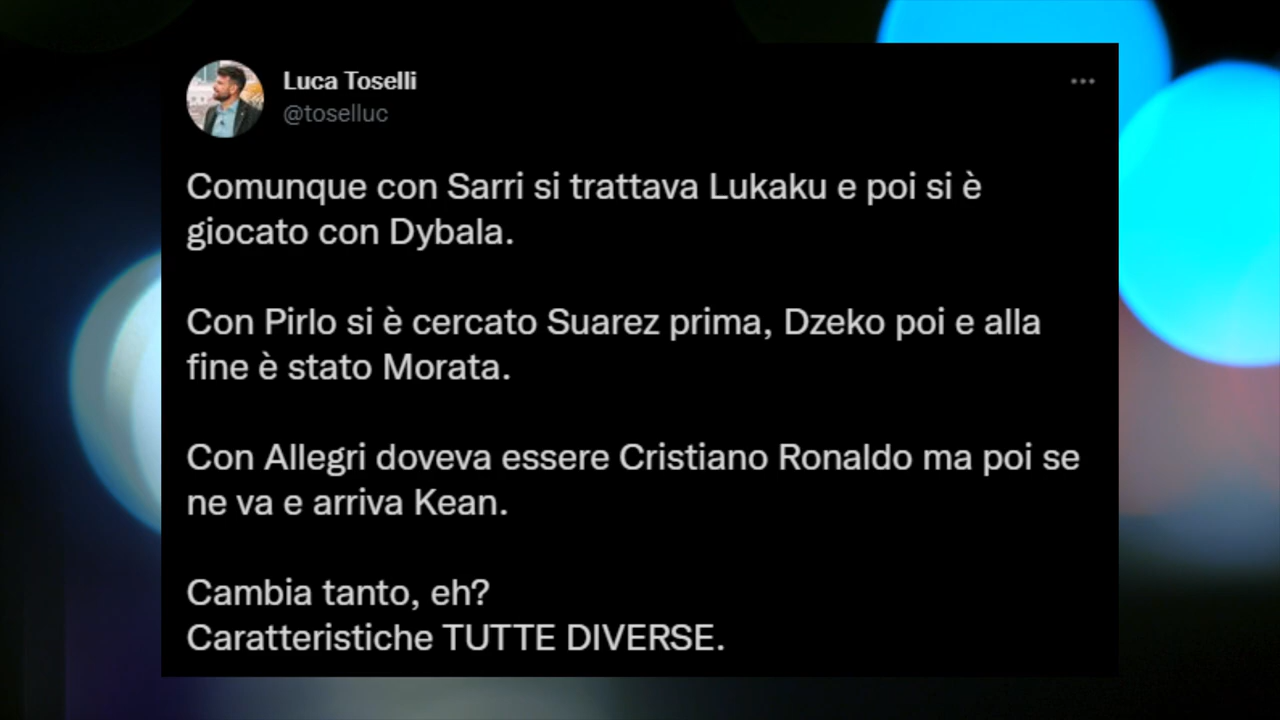 Luca Toselli
@toselluc
Comunque con Sarri si trattava Lukaku e poi si è
giocato con Dybala.
Con Pirlo si è cercato Suarez prima, Dzeko poi e alla
fine è stato Morata.
Con Allegri doveva essere Cristiano Ronaldo ma poi se
ne va e arriva Kean.
Cambia tanto, eh?
Caratteristiche TUTTE DIVERSE.